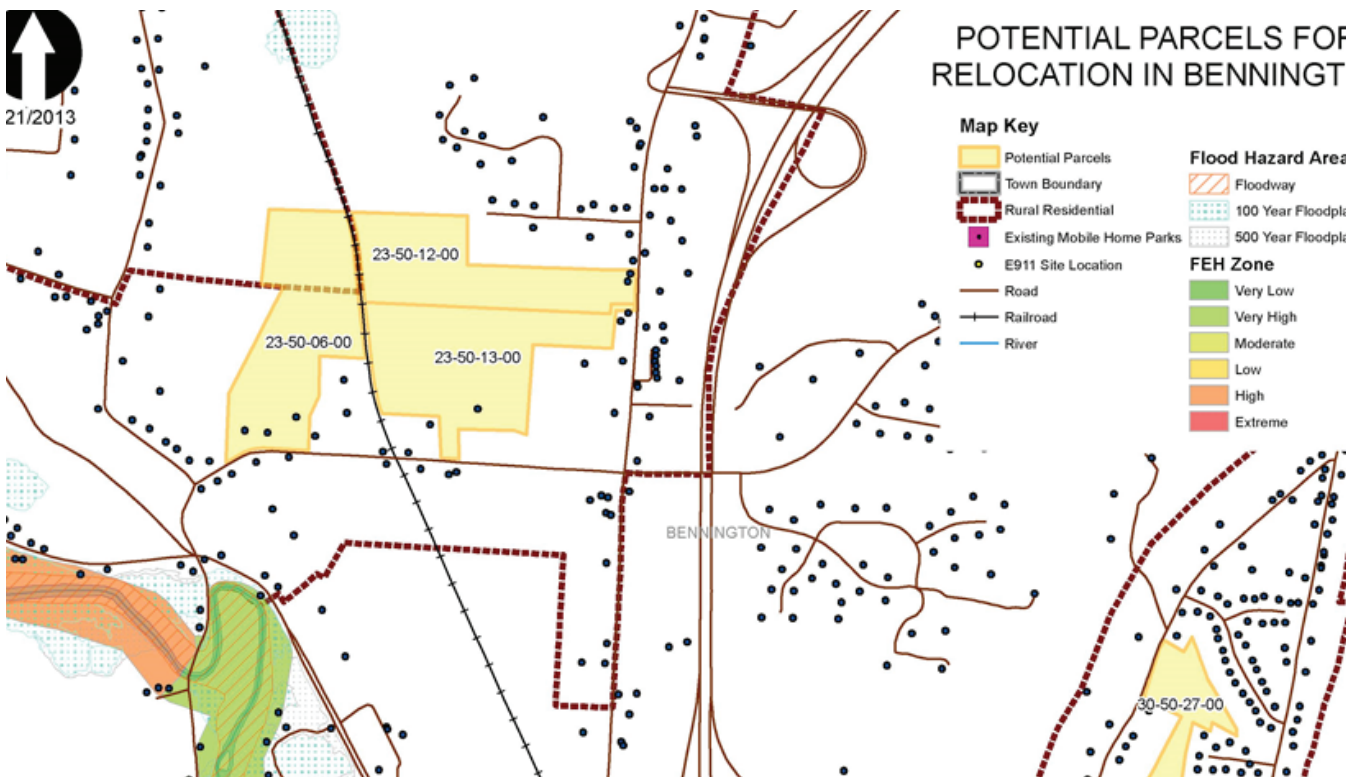 21/2013
POTENTIAL PARCELS FOR
RELOCATION IN BENNINGT
Map Key
Potential Parcels
Town Boundary
Rural Residential
Existing Mobile Home Parks
E911 Site Location
Road
Railroad
River
Flood Hazard Area
Floodway
100 Year Floodpla
500 Year Floodpla
FEH Zone
Very Low
Very High
Moderate
Low
High
Extreme
23-50-12-00
23-50-06-00
23-50-13-00
BENNINGTON
30-50-27-00